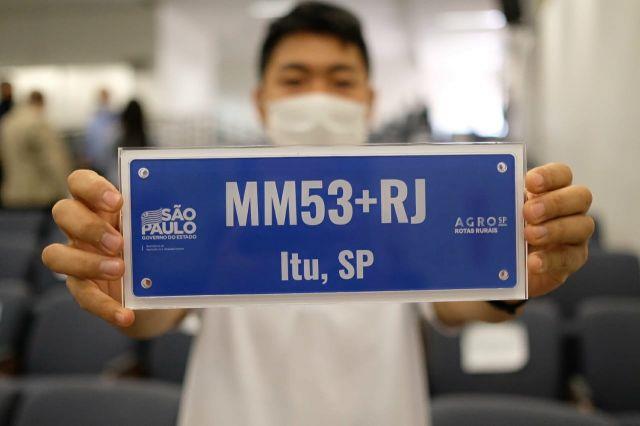 SÃO
PAULO
GOVERNO DO ESTADO
MM53+RJ
Itu, SP
AGRO SP
ROTAS RURAIS